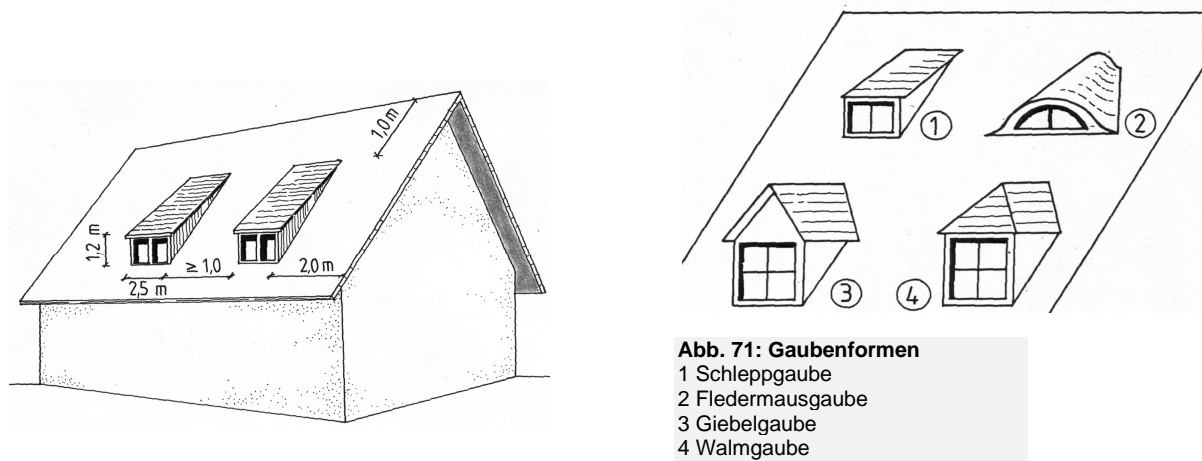 1,0 m
1,2 m
≥ 1,0
2,0 m
2,5 m
1
2
3
4
Abb. 71: Gaubenformen
1 Schleppgaube
2 Fledermausgaube
3 Giebelgaube
4 Walmgaube